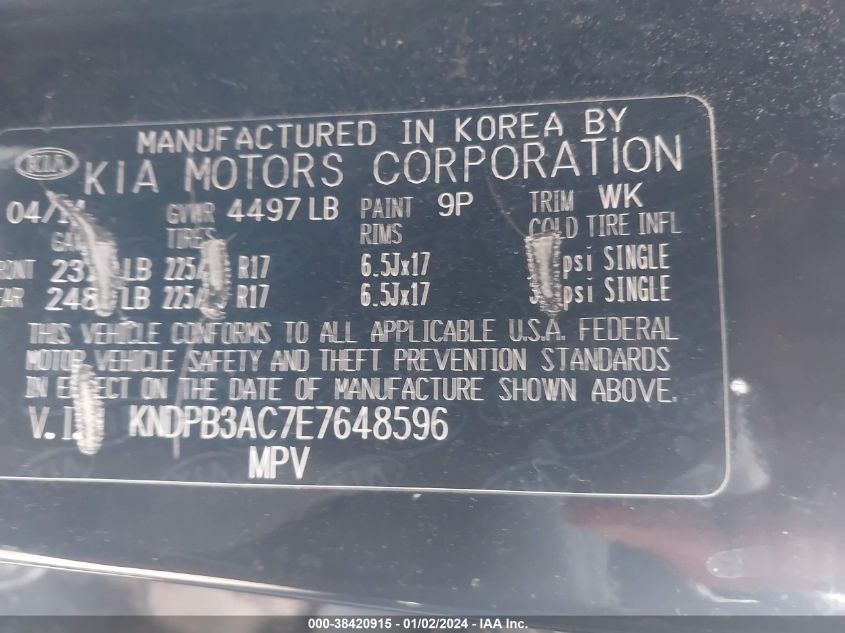 MANUFACTURED IN KOREA BY
KIA KIA MOTORS CORPORATION
GVWR 4497 LB PAINT 9P TRIM WK
TIRES RIMS COLD TIRE INFL
LB R17 6.5Jx17 psi SINGLE
LB R17 6.5Jx17 psi SINGLE
THIS VEHICLE CONFORMS TO ALL APPLICABLE U.S.A. FEDERAL
MOTOR VEHICLE SAFETY AND THEFT PREVENTION STANDARDS
IN EFFECT ON THE DATE OF MANUFACTURE SHOWN ABOVE.
KNDPB3AC7E7648596
MPV
000-38420915 - 01/02/2024 - IAA Inc.